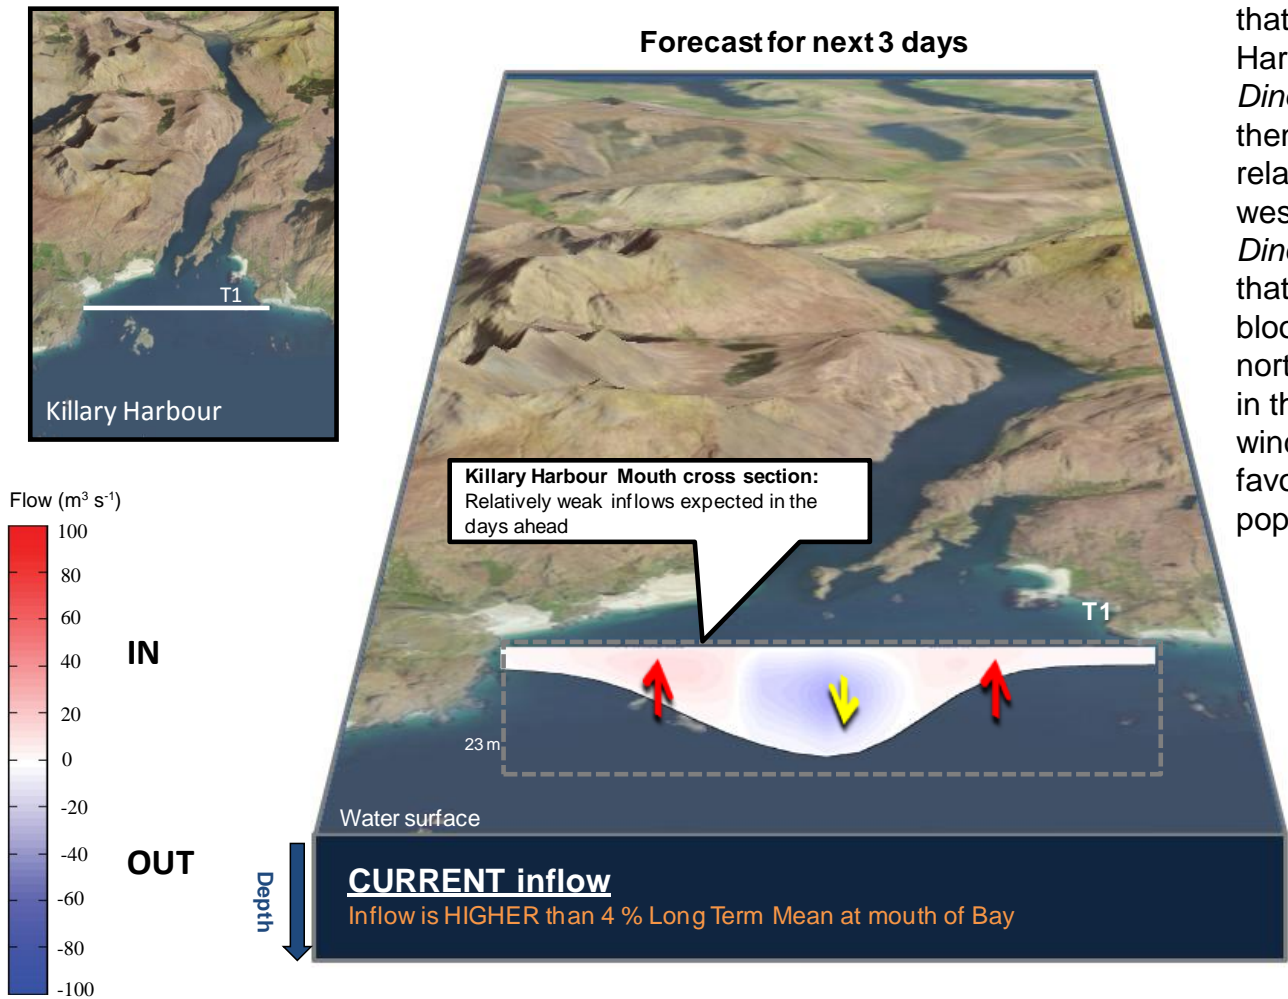 Forecast for next 3 days
T1
Killary Harbour
Flow (m³ s⁻¹)
100
80
60
40
20
0
-20
-40
-60
-80
-100
IN
OUT
Killary Harbour Mouth cross section:
Relatively weak inflows expected in the
days ahead
T1
23 m
Water surface
Depth
CURRENT inflow
Inflow is HIGHER than 4 % Long Term Mean at mouth of Bay
that
Har
Dino
ther
rela
wes
Dino
that
bloo
nort
in th
wind
favo
pop